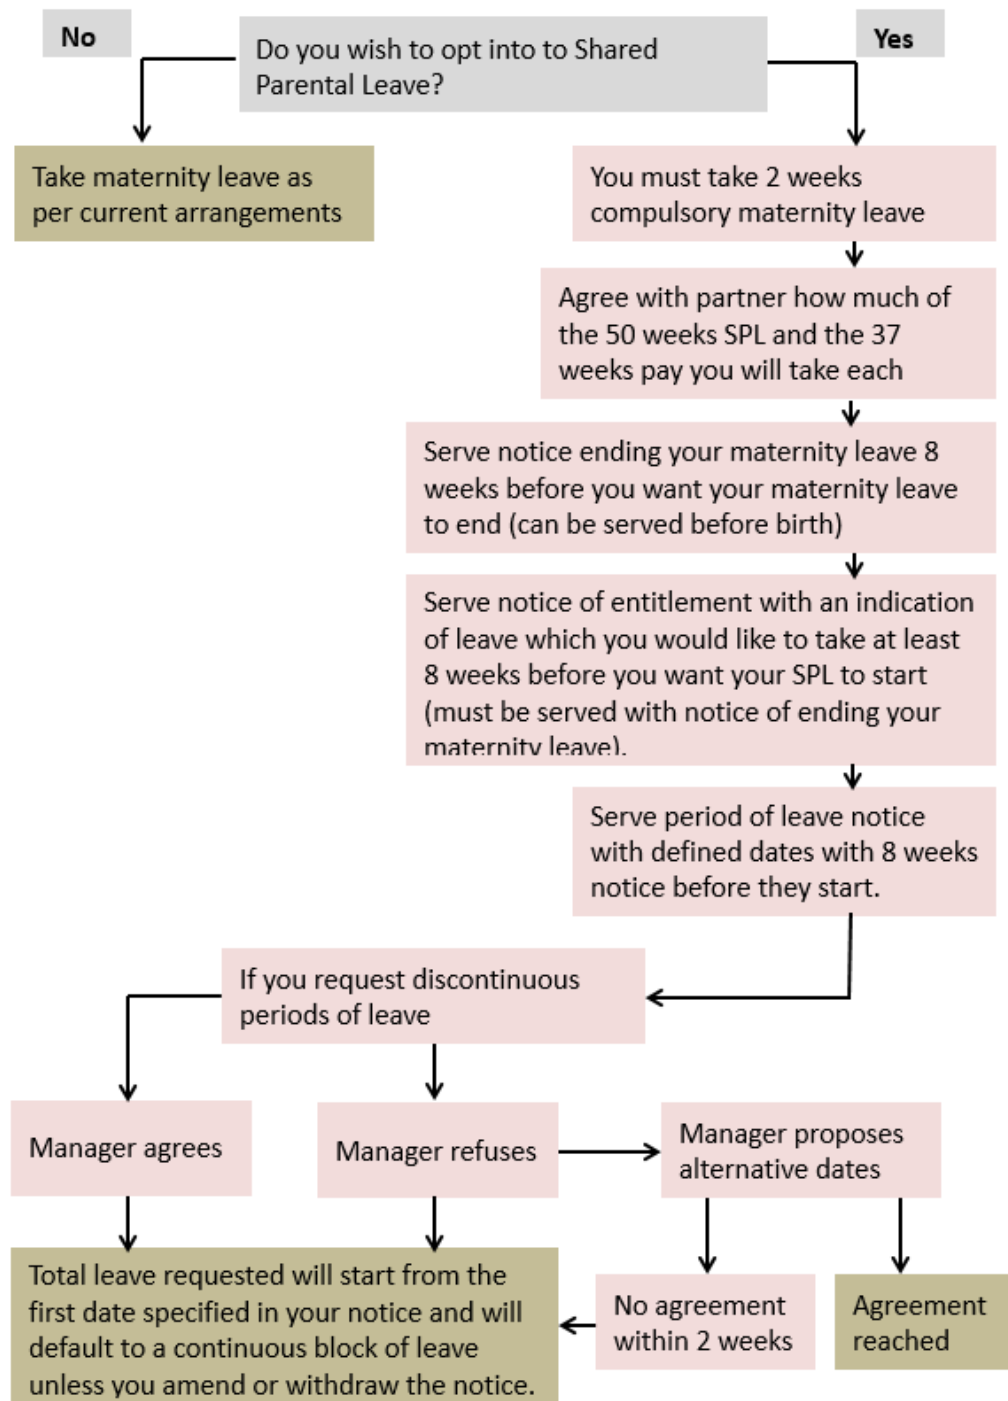 No
Do you wish to opt into to Shared
Parental Leave?
Yes
Take maternity leave as
per current arrangements
You must take 2 weeks
compulsory maternity leave
Agree with partner how much of
the 50 weeks SPL and the 37
weeks pay you will take each
Serve notice ending your maternity leave 8
weeks before you want your maternity leave
to end (can be served before birth)
Serve notice of entitlement with an indication
of leave which you would like to take at least
8 weeks before you want your SPL to start
(must be served with notice of ending your
maternity leave).
Serve period of leave notice
with defined dates with 8 weeks
notice before they start.
If you request discontinuous
periods of leave
Manager agrees
Manager refuses
Manager proposes
alternative dates
Total leave requested will start from the
first date specified in your notice and will
default to a continuous block of leave
unless you amend or withdraw the notice.
No agreement
within 2 weeks
Agreement
reached